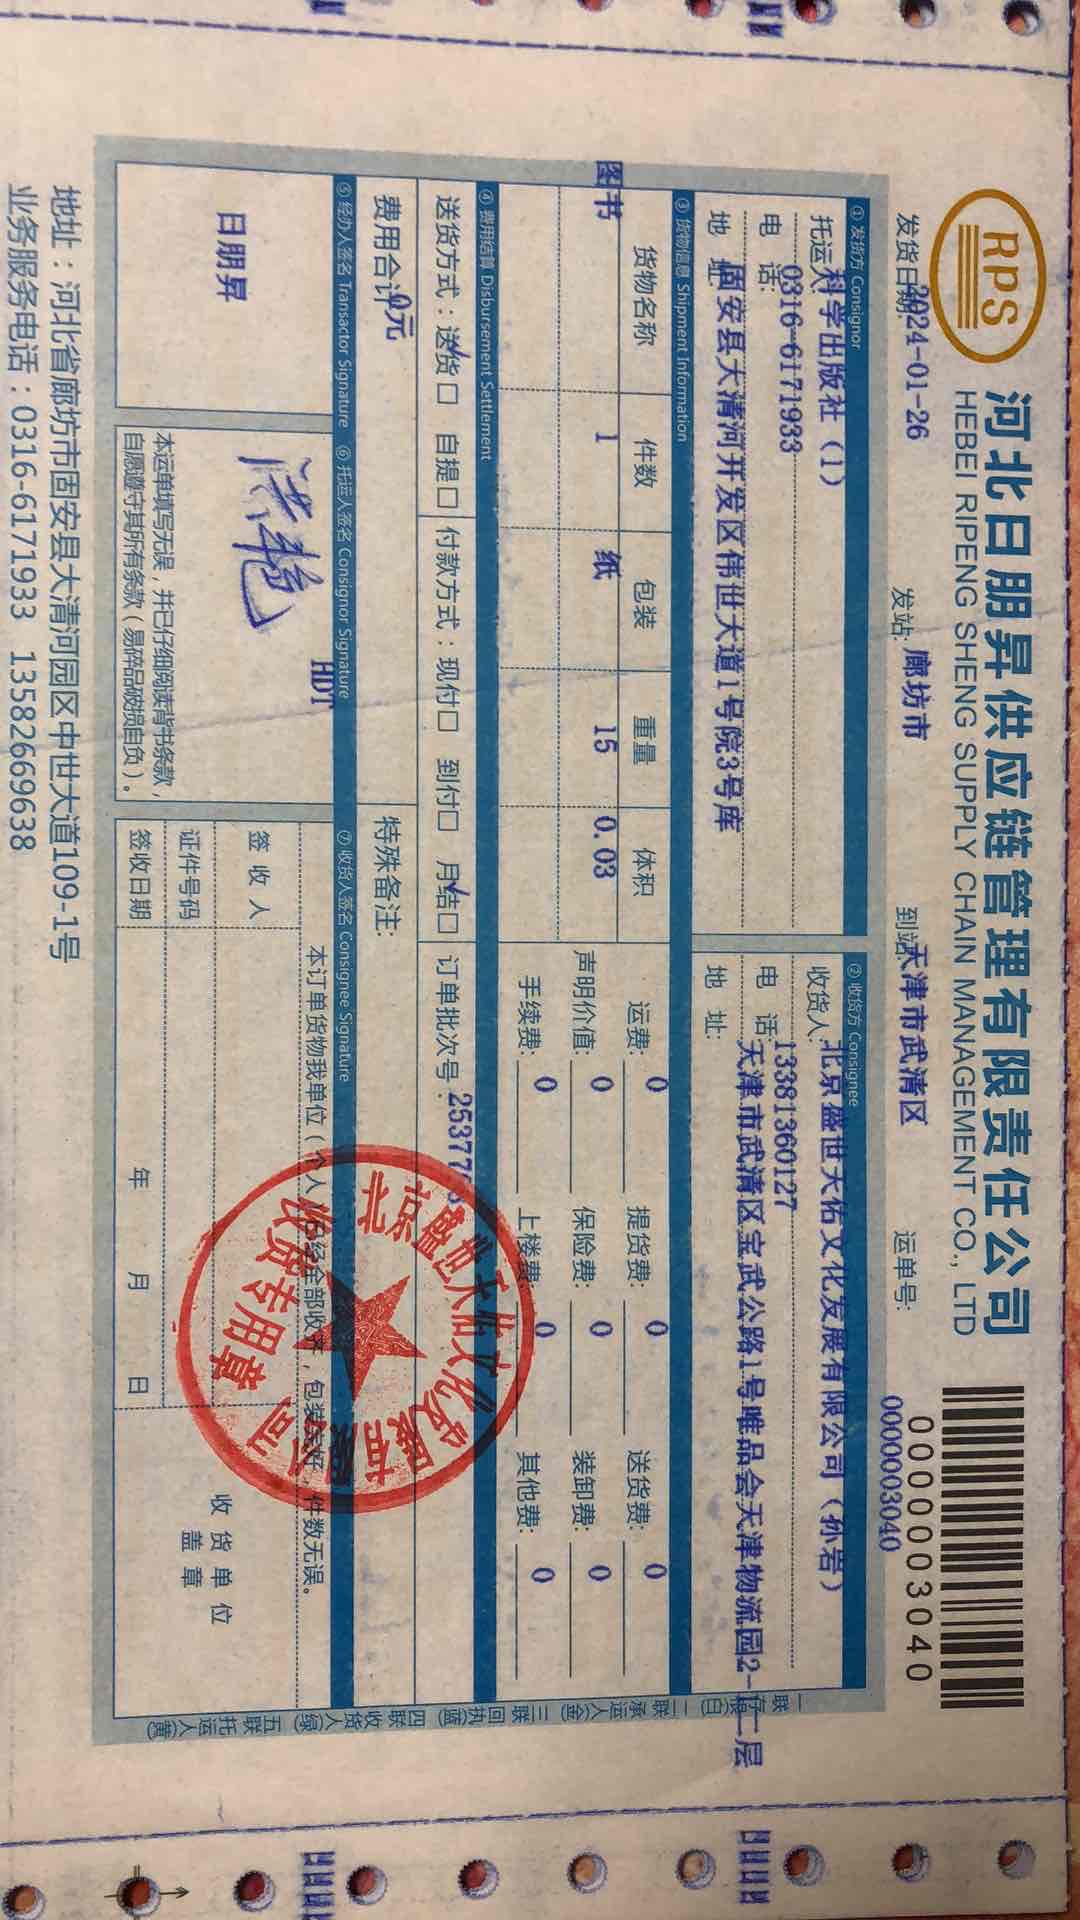 RPS
河北日朋昇供应链管理有限责任公司
HEBEI RIPENG SHENG SUPPLY CHAIN MANAGEMENT CO., LTD
0000003040
发货日期: 2024-01-26 发站: 廊坊市 到站: 天津市武清区 运单号: 0000003040
① 发货方 Consignor
托运人: 科学出版社（1）
电 话: 0316-6171933
地 址: 固安县大清河开发区伟世大道1号院3号库
② 收货方 Consignee
收货人: 北京盛世天佑文化发展有限公司（孙岩）
电 话: 13381360127
地 址: 天津市武清区宝武公路1号唯品会天津物流园2-二层
③ 货物信息 Shipment Information
货物名称 件数 包装 重量 体积
图书 1 纸 15 0.03
运费: 0 提货费: 0 送货费: 0
声明价值: 0 保险费: 0 装卸费: 0
手续费: 0 上楼费: 0 其他费: 0
④ 费用结算 Disbursement Settlement
送货方式：送货☑ 自提□ 付款方式：现付□ 到付□ 月结☑ 订单批次号:
费用合计: 0元 特殊备注:
⑤ 经办人签名 Transactor Signature
日朋昇
⑥ 托运人签名 Consignor Signature
HDT
本运单填写无误，并已仔细阅读背书条款，
自愿遵守其所有条款（易碎品破损自负）。
⑦ 收货人签名 Consignee Signature
本订单货物我单位（个人）已经全部收齐，包装完好，件数无误。
签 收 人
证件号码
签收日期 年 月 日
收 货 单 位
盖 章
北京盛世天佑文化发展有限公司
收货专用章
一联存根(白) 二联承运人(金) 三联回执(蓝) 四联收货人(绿) 五联托运人(黄)
地址：河北省廊坊市固安县大清河园区中世大道109-1号
业务服务电话：0316-6171933 13582669638